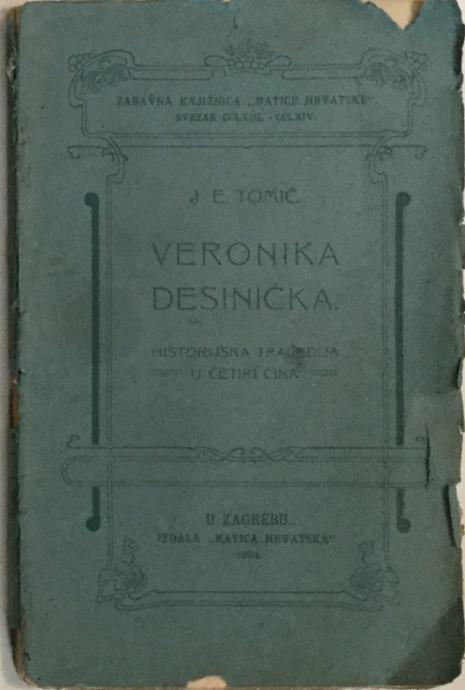 ZABAVNA KNJIŽNICA „MATICE HRVATSKE“.
SVEZAK CCLXIII. - CCLXIV.
J. E. TOMIĆ
VERONIKA
DESINIĆKA.
HISTORIJSKA TRAGEDIJA
U ČETIRI ČINA
U ZAGREBU.
IZDALA „MATICA HRVATSKA“
1904.